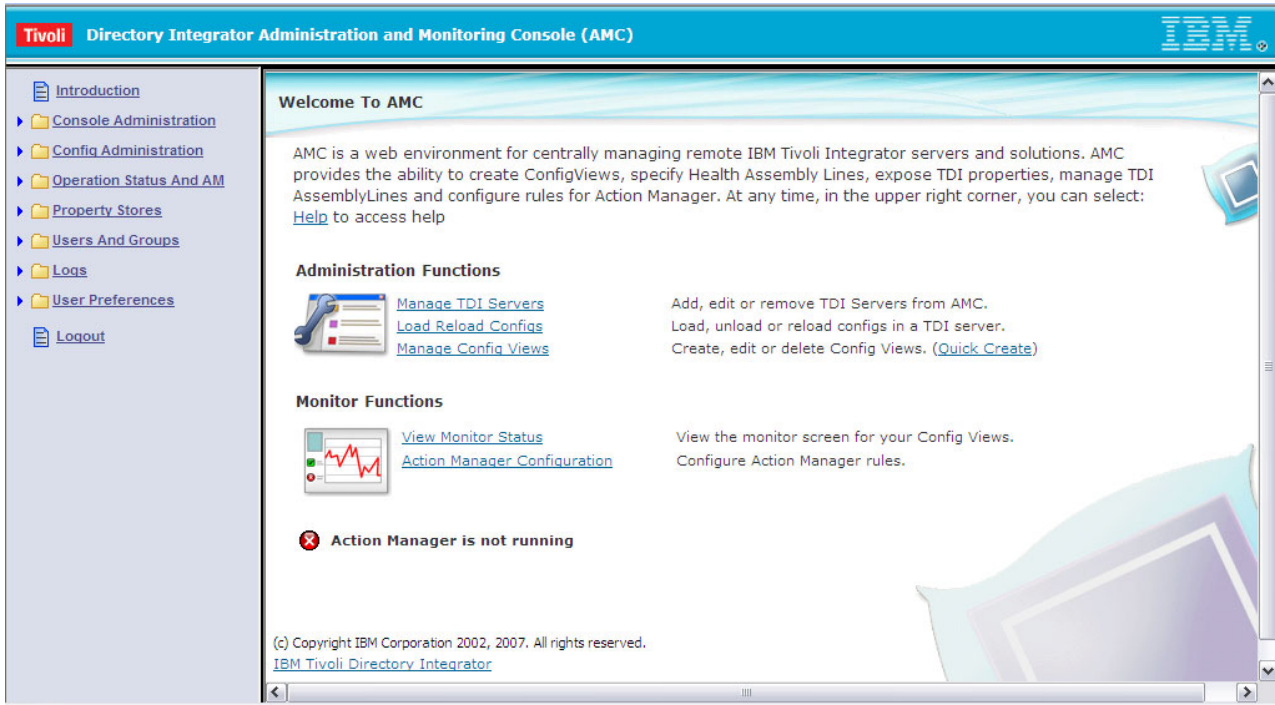 Tivoli Directory Integrator Administration and Monitoring Console (AMC)
IBM®
Introduction
Console Administration
Config Administration
Operation Status And AM
Property Stores
Users And Groups
Logs
User Preferences
Logout
Welcome To AMC
AMC is a web environment for centrally managing remote IBM Tivoli Integrator servers and solutions. AMC
provides the ability to create ConfigViews, specify Health Assembly Lines, expose TDI properties, manage TDI
AssemblyLines and configure rules for Action Manager. At any time, in the upper right corner, you can select:
Help to access help
Administration Functions
Manage TDI Servers Add, edit or remove TDI Servers from AMC.
Load Reload Configs Load, unload or reload configs in a TDI server.
Manage Config Views Create, edit or delete Config Views. (Quick Create)
Monitor Functions
View Monitor Status View the monitor screen for your Config Views.
Action Manager Configuration Configure Action Manager rules.
Action Manager is not running
(c) Copyright IBM Corporation 2002, 2007. All rights reserved.
IBM Tivoli Directory Integrator